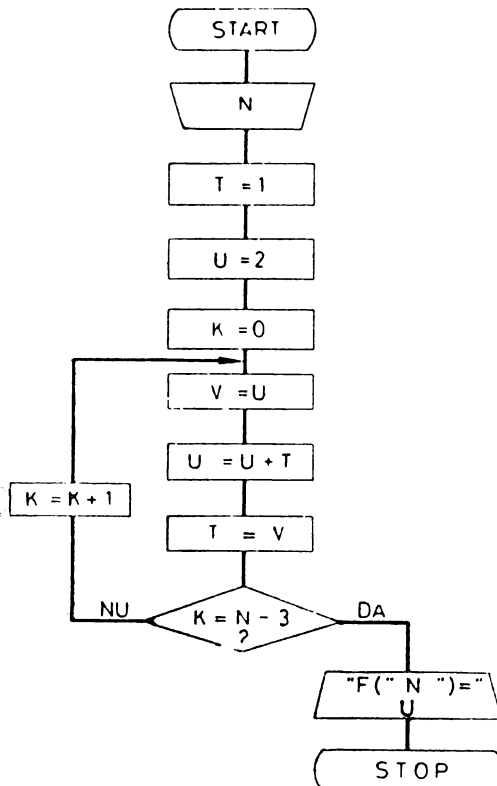 START
N
T = 1
U = 2
K = 0
V = U
U = U + T
K = K + 1
T = V
NU
K = N - 3
?
DA
"F(" N ")="
U
STOP